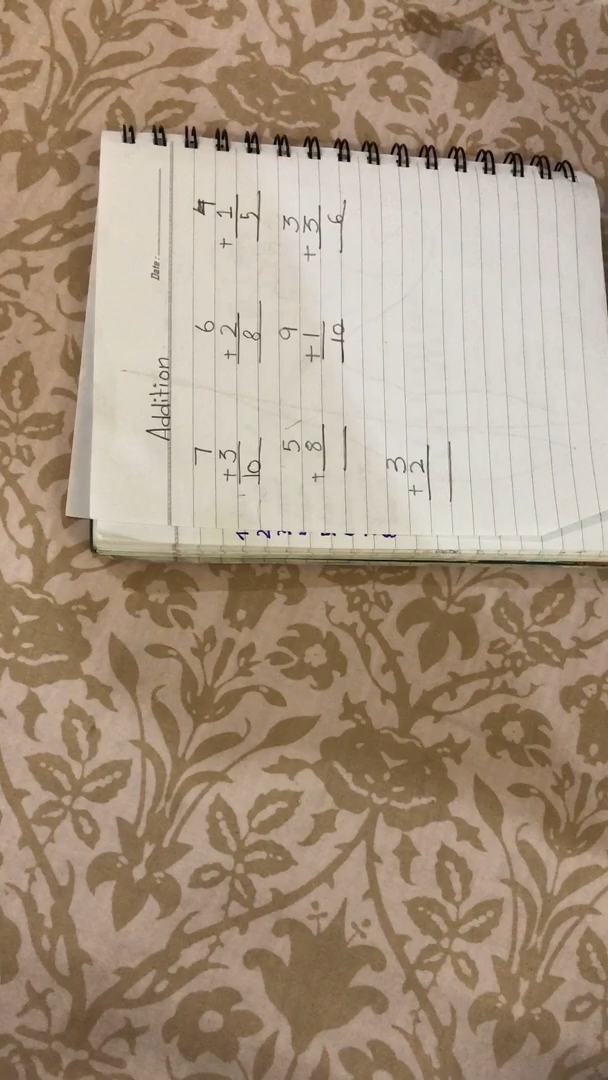 Date:
Addition
7 6 4
+3 +2 +1
10 8 5
5 9 3
+8 +1 +3
10 6
3
+2